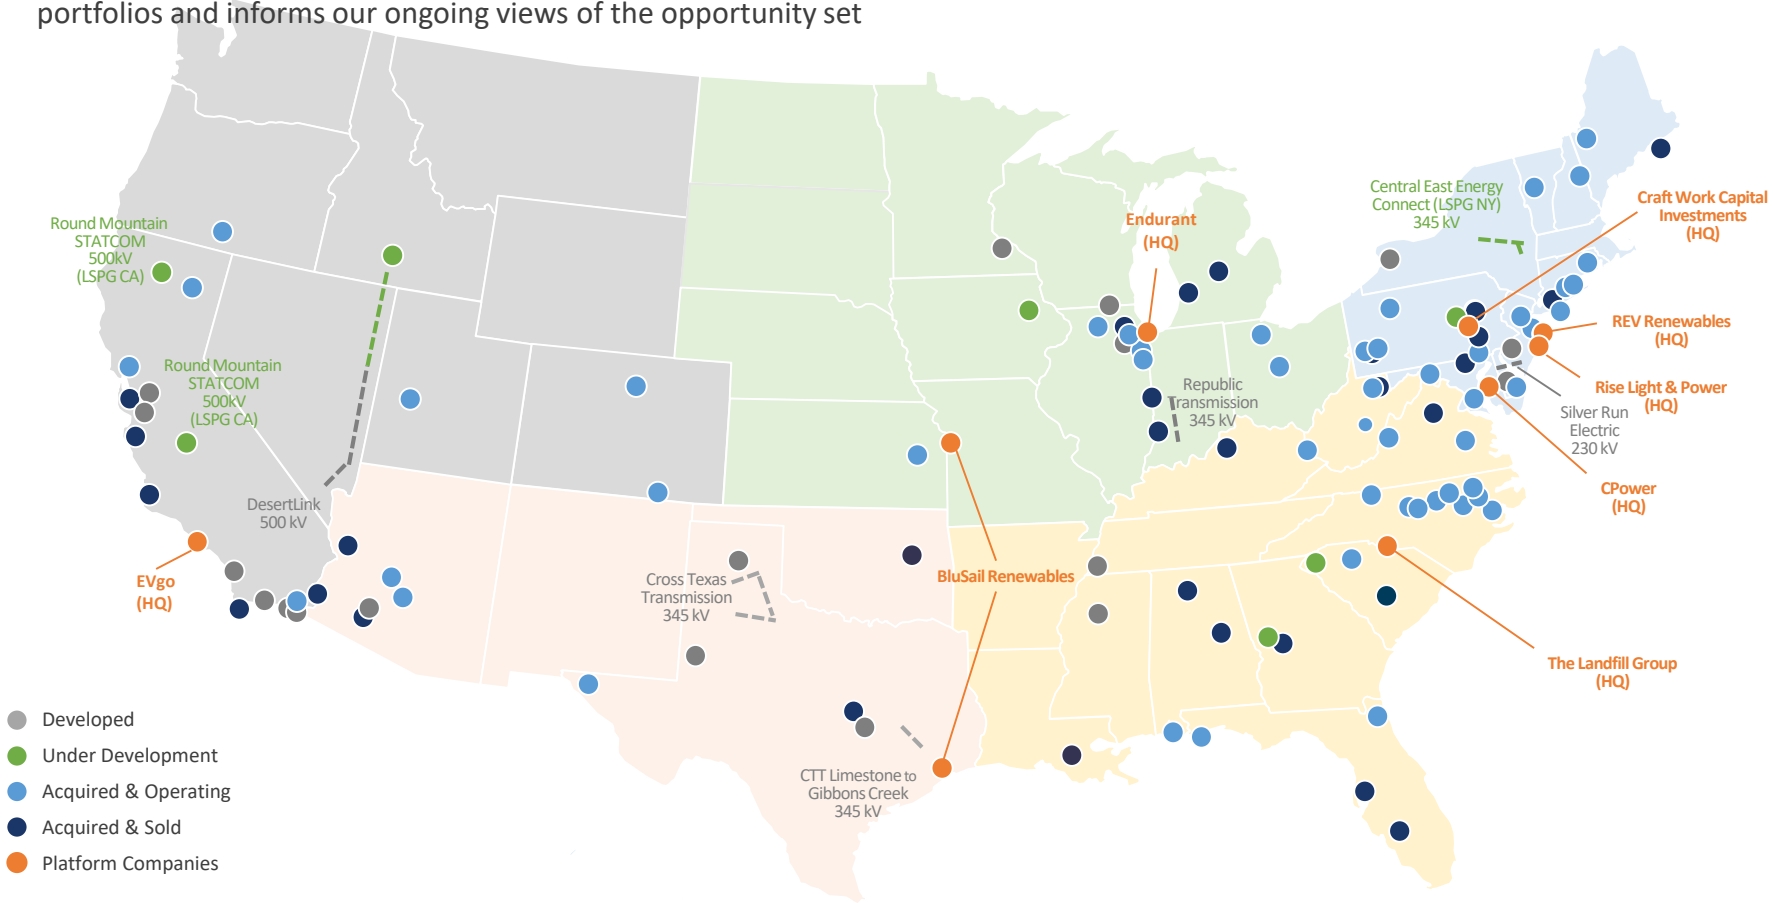 portfolios and informs our ongoing views of the opportunity set
Round Mountain
STATCOM
500kV
(LSPG CA)
Round Mountain
STATCOM
500kV
(LSPG CA)
DesertLink
500 kV
EVgo
(HQ)
Cross Texas
Transmission
345 kV
CTT Limestone to
Gibbons Creek
345 kV
BluSail Renewables
Endurant
(HQ)
Republic
Transmission
345 kV
Central East Energy
Connect (LSPG NY)
345 kV
Craft Work Capital
Investments
(HQ)
REV Renewables
(HQ)
Rise Light & Power
(HQ)
Silver Run
Electric
230 kV
CPower
(HQ)
The Landfill Group
(HQ)
Developed
Under Development
Acquired & Operating
Acquired & Sold
Platform Companies